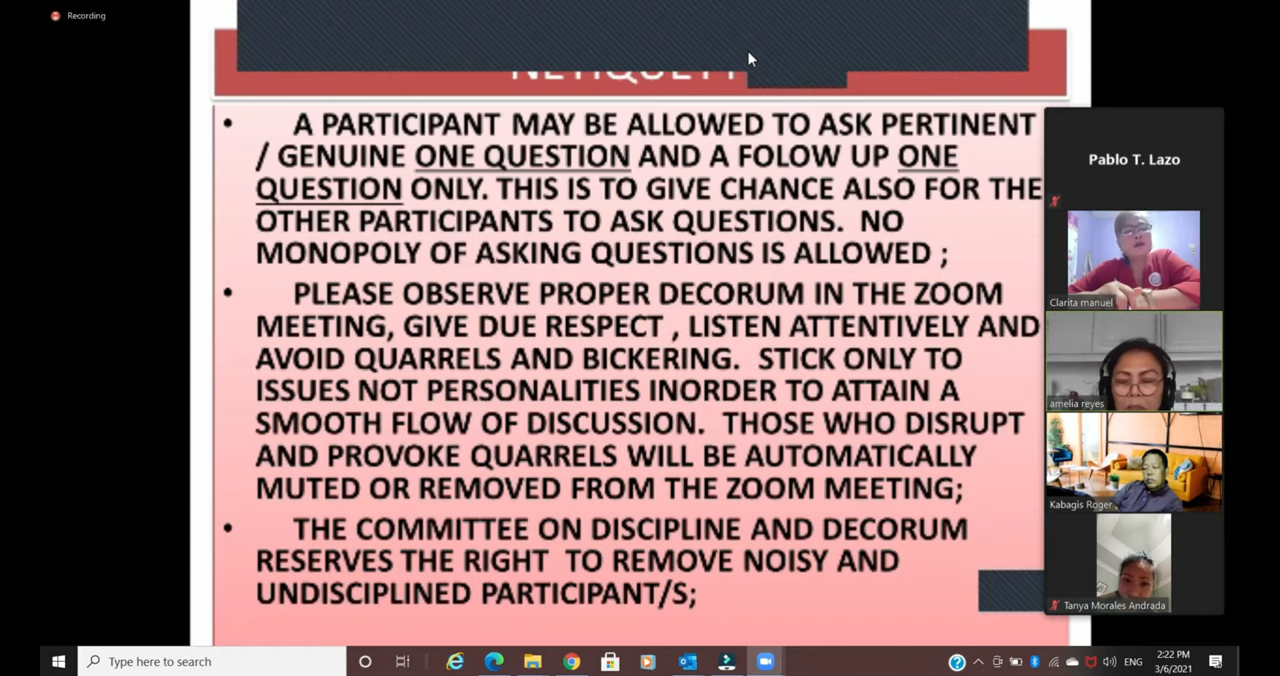 Recording
• A PARTICIPANT MAY BE ALLOWED TO ASK PERTINENT
/ GENUINE ONE QUESTION AND A FOLOW UP ONE
QUESTION ONLY. THIS IS TO GIVE CHANCE ALSO FOR THE
OTHER PARTICIPANTS TO ASK QUESTIONS. NO
MONOPOLY OF ASKING QUESTIONS IS ALLOWED ;
• PLEASE OBSERVE PROPER DECORUM IN THE ZOOM
MEETING, GIVE DUE RESPECT , LISTEN ATTENTIVELY AND
AVOID QUARRELS AND BICKERING. STICK ONLY TO
ISSUES NOT PERSONALITIES INORDER TO ATTAIN A
SMOOTH FLOW OF DISCUSSION. THOSE WHO DISRUPT
AND PROVOKE QUARRELS WILL BE AUTOMATICALLY
MUTED OR REMOVED FROM THE ZOOM MEETING;
• THE COMMITTEE ON DISCIPLINE AND DECORUM
RESERVES THE RIGHT TO REMOVE NOISY AND
UNDISCIPLINED PARTICIPANT/S;
Pablo T. Lazo
Clarita manuel
amelia reyes
Kabagis Roger
Tanya Morales Andrada
Type here to search
ENG
2:22 PM
3/6/2021